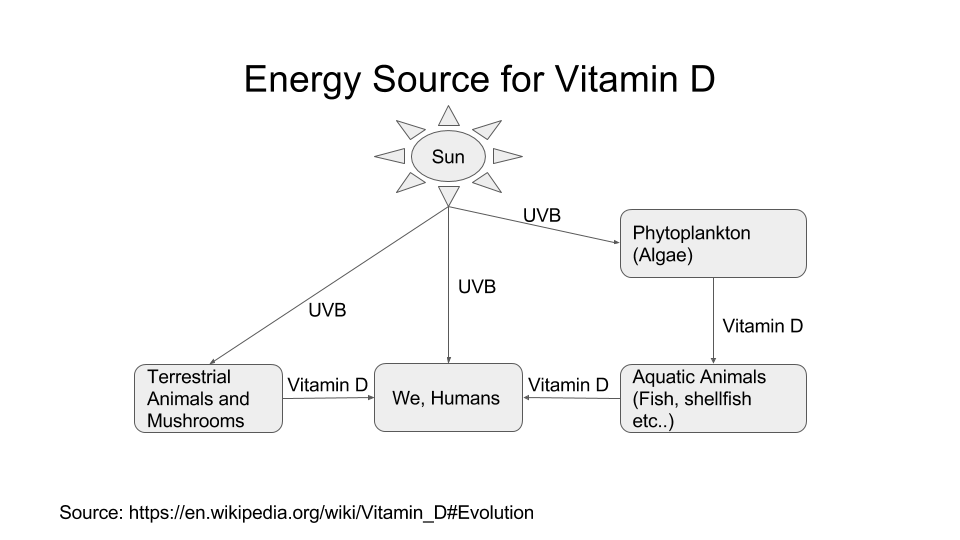 Energy Source for Vitamin D
Sun
UVB
Phytoplankton
(Algae)
UVB
UVB
Vitamin D
Terrestrial
Animals and
Mushrooms
Vitamin D
We, Humans
Vitamin D
Aquatic Animals
(Fish, shellfish
etc..)
Source: https://en.wikipedia.org/wiki/Vitamin_D#Evolution